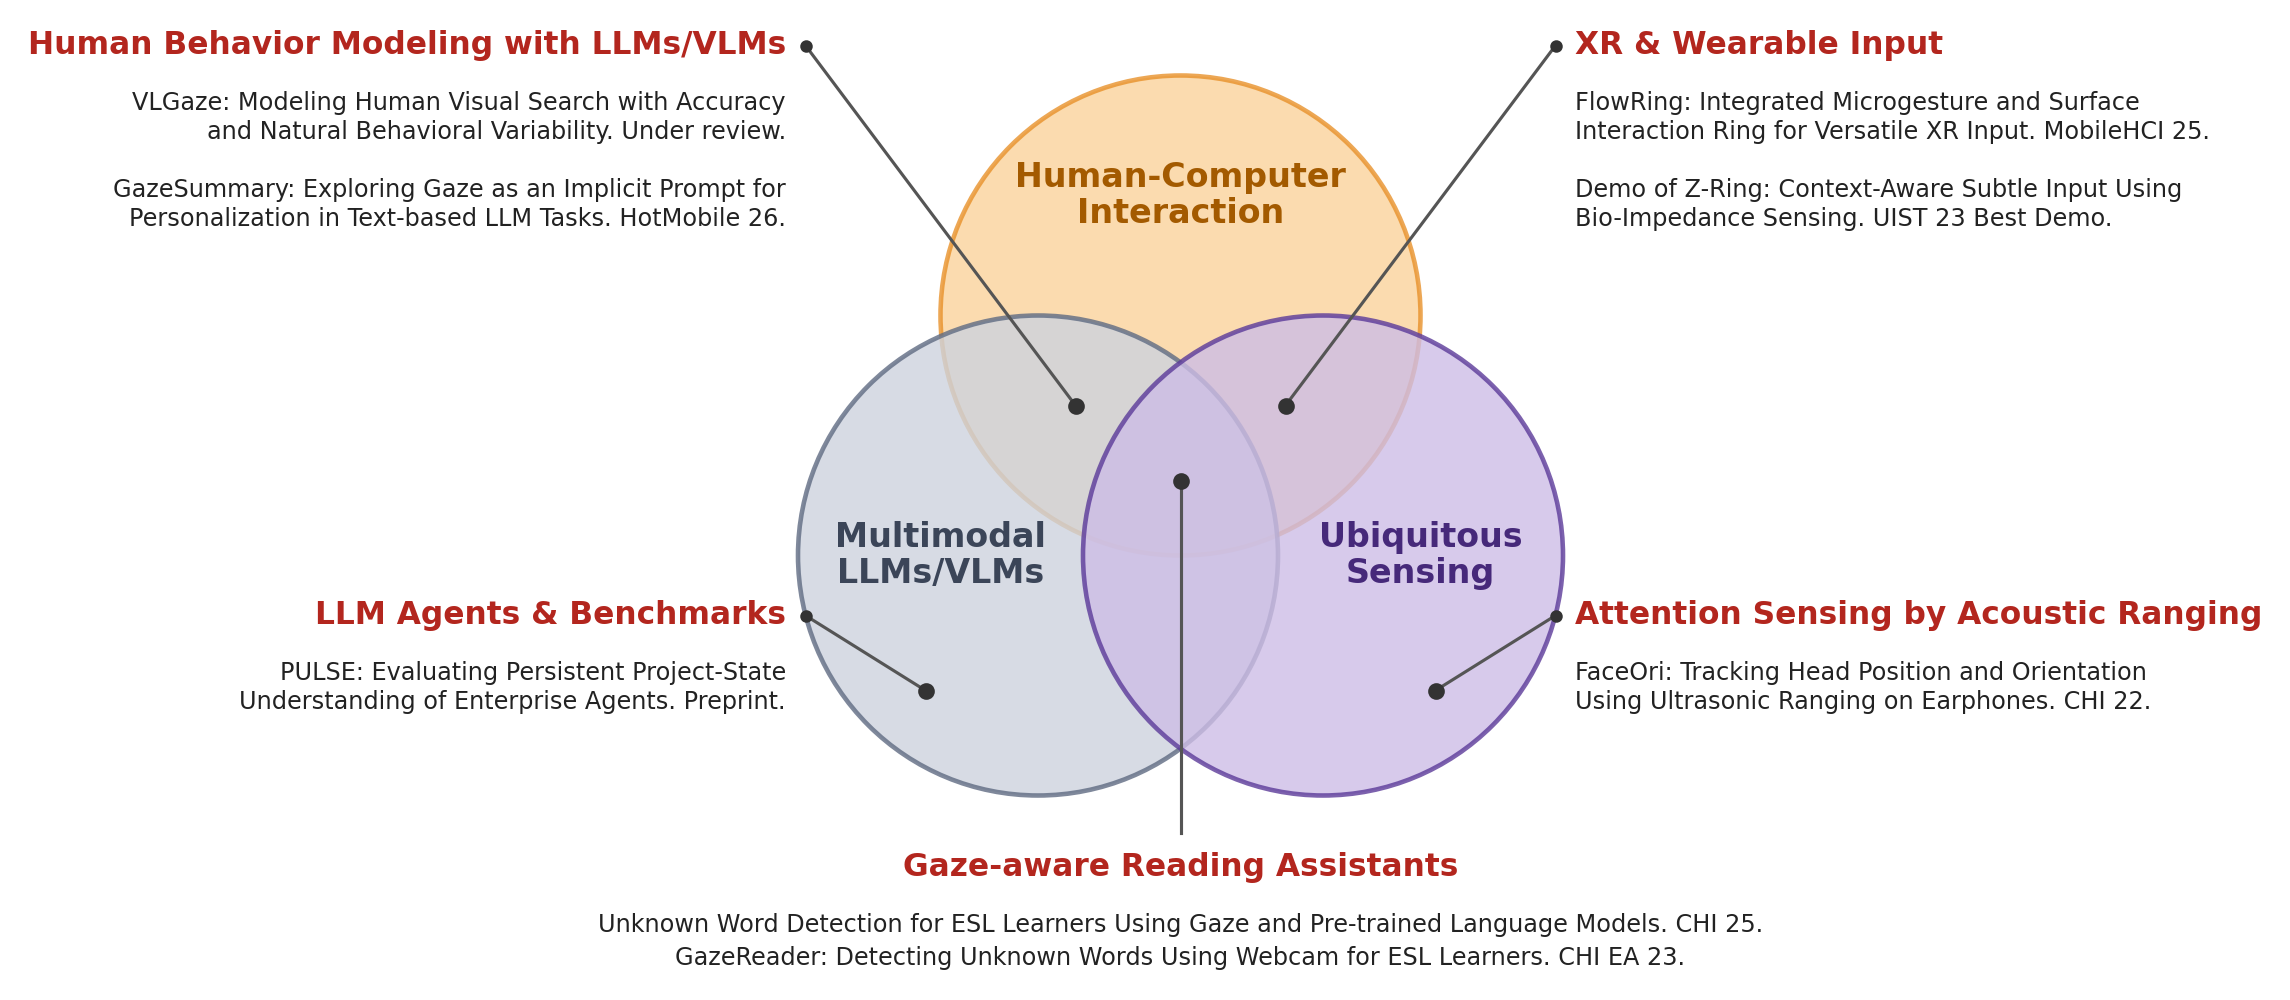 Human Behavior Modeling with LLMs/VLMs
VLGaze: Modeling Human Visual Search with Accuracy
and Natural Behavioral Variability. Under review.
GazeSummary: Exploring Gaze as an Implicit Prompt for
Personalization in Text-based LLM Tasks. HotMobile 26.
XR & Wearable Input
FlowRing: Integrated Microgesture and Surface
Interaction Ring for Versatile XR Input. MobileHCI 25.
Demo of Z-Ring: Context-Aware Subtle Input Using
Bio-Impedance Sensing. UIST 23 Best Demo.
Human-Computer
Interaction
Multimodal
LLMs/VLMs
Ubiquitous
Sensing
LLM Agents & Benchmarks
PULSE: Evaluating Persistent Project-State
Understanding of Enterprise Agents. Preprint.
Attention Sensing by Acoustic Ranging
FaceOri: Tracking Head Position and Orientation
Using Ultrasonic Ranging on Earphones. CHI 22.
Gaze-aware Reading Assistants
Unknown Word Detection for ESL Learners Using Gaze and Pre-trained Language Models. CHI 25.
GazeReader: Detecting Unknown Words Using Webcam for ESL Learners. CHI EA 23.